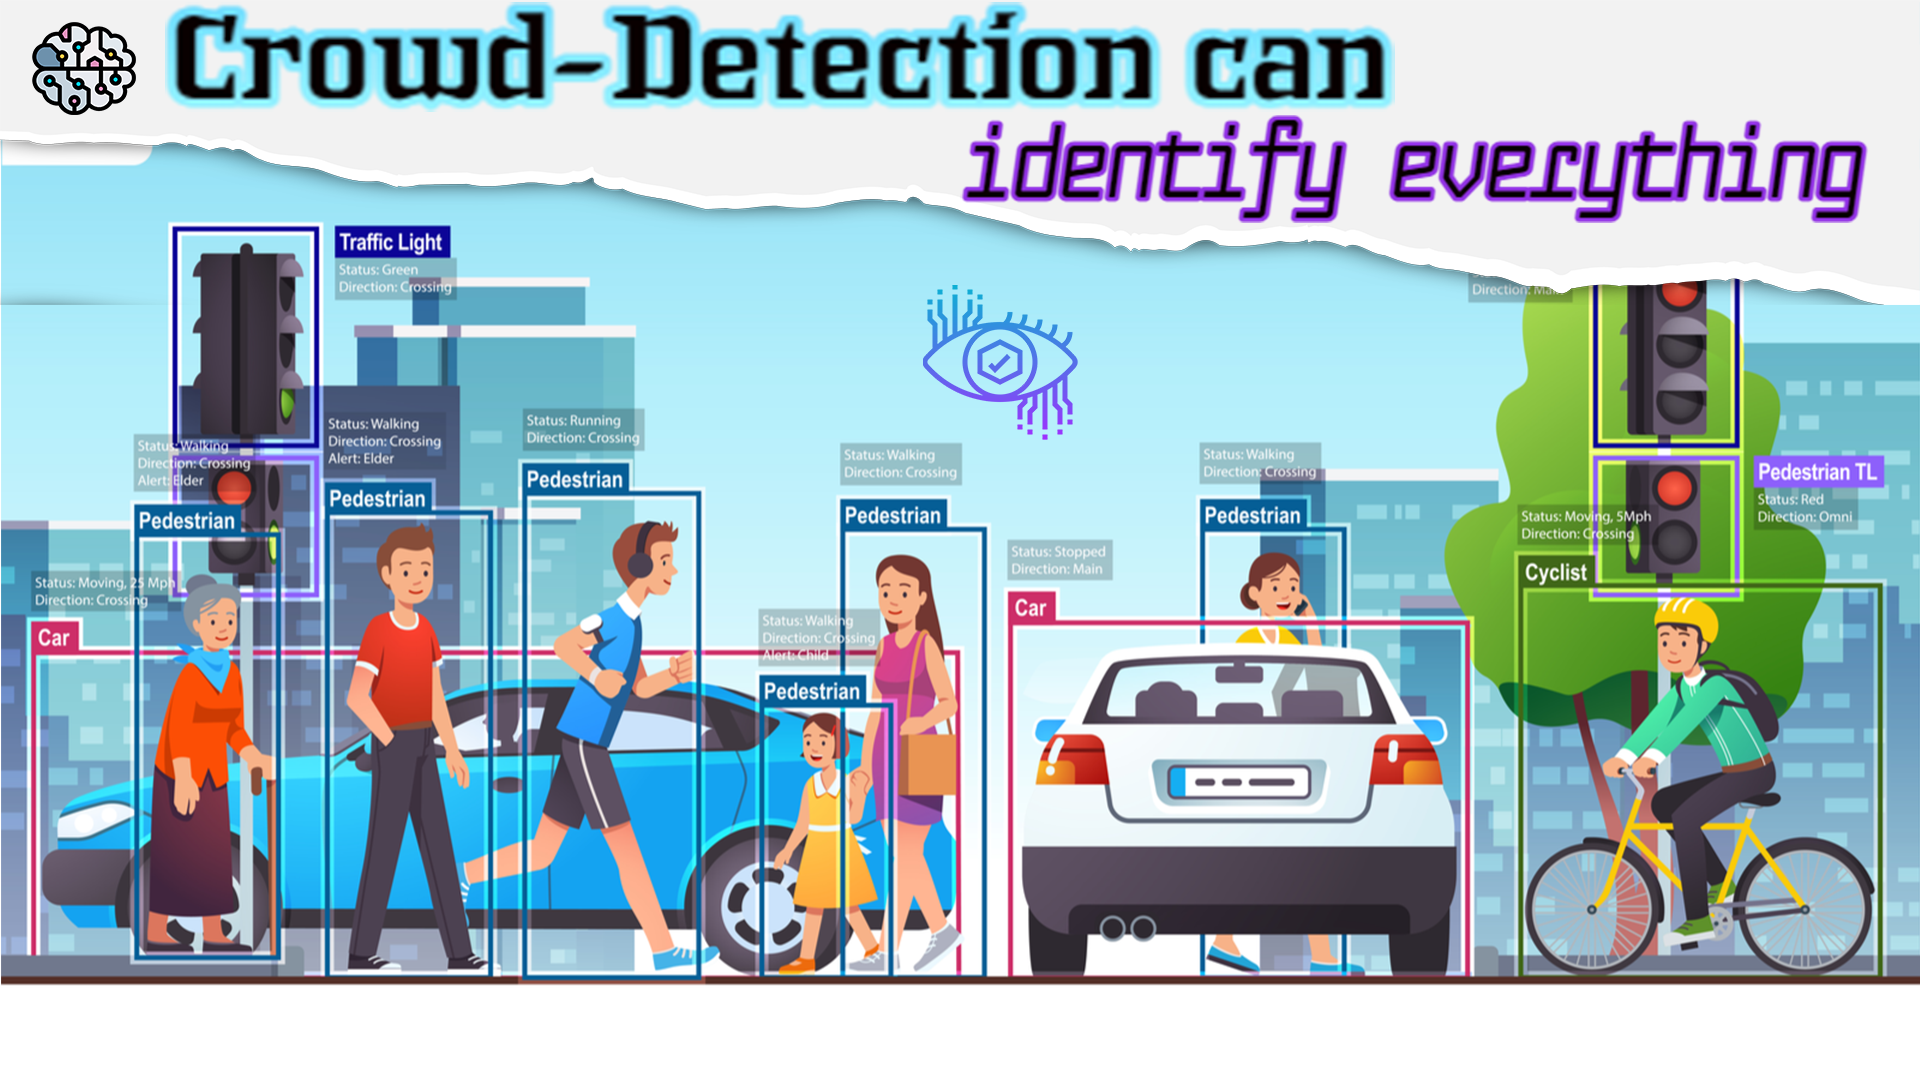 Crowd-Detection can
identify everything
Traffic Light
Status: Green
Direction: Crossing
Direction: Main
Status: Walking
Direction: Crossing
Alert: Elder
Pedestrian
Status: Walking
Direction: Crossing
Alert: Elder
Pedestrian
Status: Running
Direction: Crossing
Pedestrian
Status: Walking
Direction: Crossing
Pedestrian
Status: Walking
Direction: Crossing
Pedestrian
Pedestrian TL
Status: Red
Direction: Omni
Status: Moving, 5Mph
Direction: Crossing
Cyclist
Status: Stopped
Direction: Main
Car
Status: Moving, 25 Mph
Direction: Crossing
Car
Status: Walking
Direction: Crossing
Alert: Child
Pedestrian